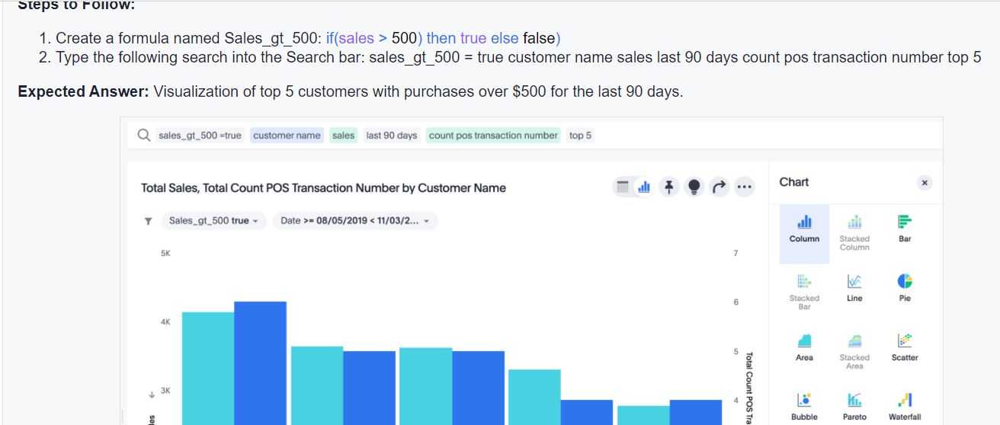 Steps to Follow:
1. Create a formula named Sales_gt_500: if(sales > 500) then true else false)
2. Type the following search into the Search bar: sales_gt_500 = true customer name sales last 90 days count pos transaction number top 5
Expected Answer: Visualization of top 5 customers with purchases over $500 for the last 90 days.
sales_gt_500 =true customer name sales last 90 days count pos transaction number top 5
Total Sales, Total Count POS Transaction Number by Customer Name
Chart
Sales_gt_500 true
Date >= 08/05/2019 < 11/03/2...
5K
7
4K
6
5
3K
4
Total Count POS Tra
Column
Stacked
Column
Bar
Stacked
Bar
Line
Pie
Area
Stacked
Area
Scatter
Bubble
Pareto
Waterfall